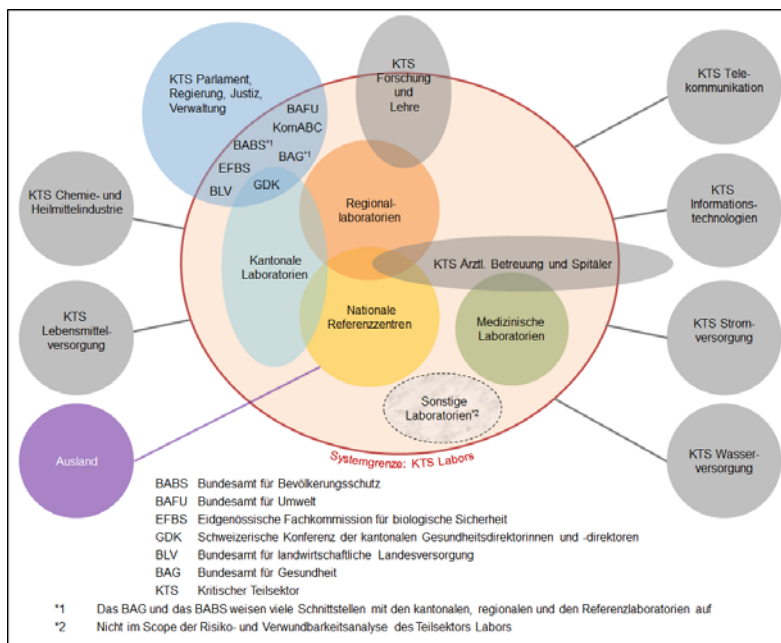 KTS Parlament,
Regierung, Justiz,
Verwaltung
BAFU
KomABC
BABS*1
BAG*1
EFBS
BLV
GDK
KTS
Forschung
und
Lehre
KTS Tele-
kommunikation
KTS Chemie- und
Heilmittelindustrie
Regional-
laboratorien
KTS
Informations-
technologien
Kantonale
Laboratorien
KTS Ärztl. Betreuung und Spitäler
KTS
Lebensmittel-
versorgung
Nationale
Referenzzentren
Medizinische
Laboratorien
KTS Strom-
versorgung
Sonstige
Laboratorien*2
Ausland
Systemgrenze: KTS Labors
KTS Wasser-
versorgung
BABS Bundesamt für Bevölkerungsschutz
BAFU Bundesamt für Umwelt
EFBS Eidgenössische Fachkommission für biologische Sicherheit
GDK Schweizerische Konferenz der kantonalen Gesundheitsdirektorinnen und -direktoren
BLV Bundesamt für landwirtschaftliche Landesversorgung
BAG Bundesamt für Gesundheit
KTS Kritischer Teilsektor
*1 Das BAG und das BABS weisen viele Schnittstellen mit den kantonalen, regionalen und den Referenzlaboratorien auf
*2 Nicht im Scope der Risiko- und Verwundbarkeitsanalyse des Teilsektors Labors